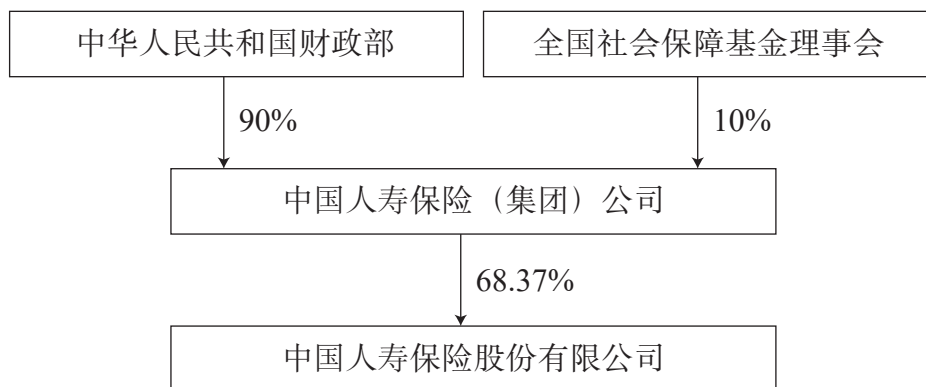 中华人民共和国财政部
全国社会保障基金理事会
90%
10%
中国人寿保险（集团）公司
68.37%
中国人寿保险股份有限公司